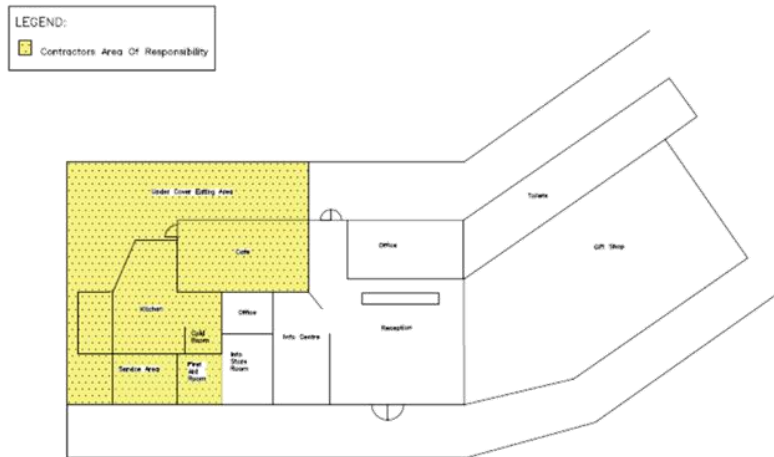 LEGEND:
Contractors Area Of Responsibility
Under Cover Eating Area
Toilets
Cafe
Office
Gift Shop
Kitchen
Office
Reception
Cold
Room
Info Centre
Info
Store
Room
Service Area
First
Aid
Room